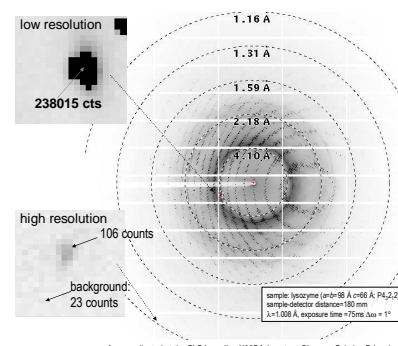 low resolution
238015 cts
1.16 Å
1.31 Å
1.59 Å
2.18 Å
4.10 Å
high resolution
106 counts
background:
23 counts
sample: lysozyme (a=b=98 Å c=66 Å; P4₃2₁2
sample-detector distance=180 mm
λ=1.008 Å, exposure time =75ms Δω = 1°